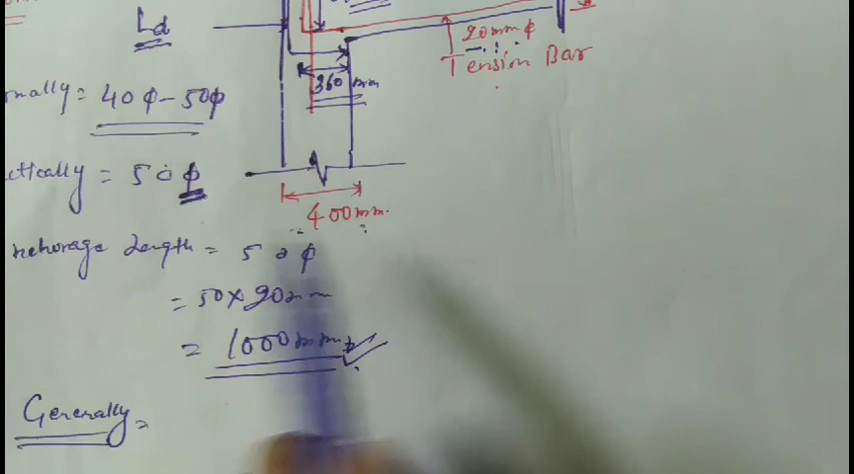 Ld
20mm φ
Tension Bar
360 mm
nally = 40φ - 50φ
ctically = 50φ
400mm.
nchorage Length = 50φ
= 50 x 20mm
= 1000mm
Generally =